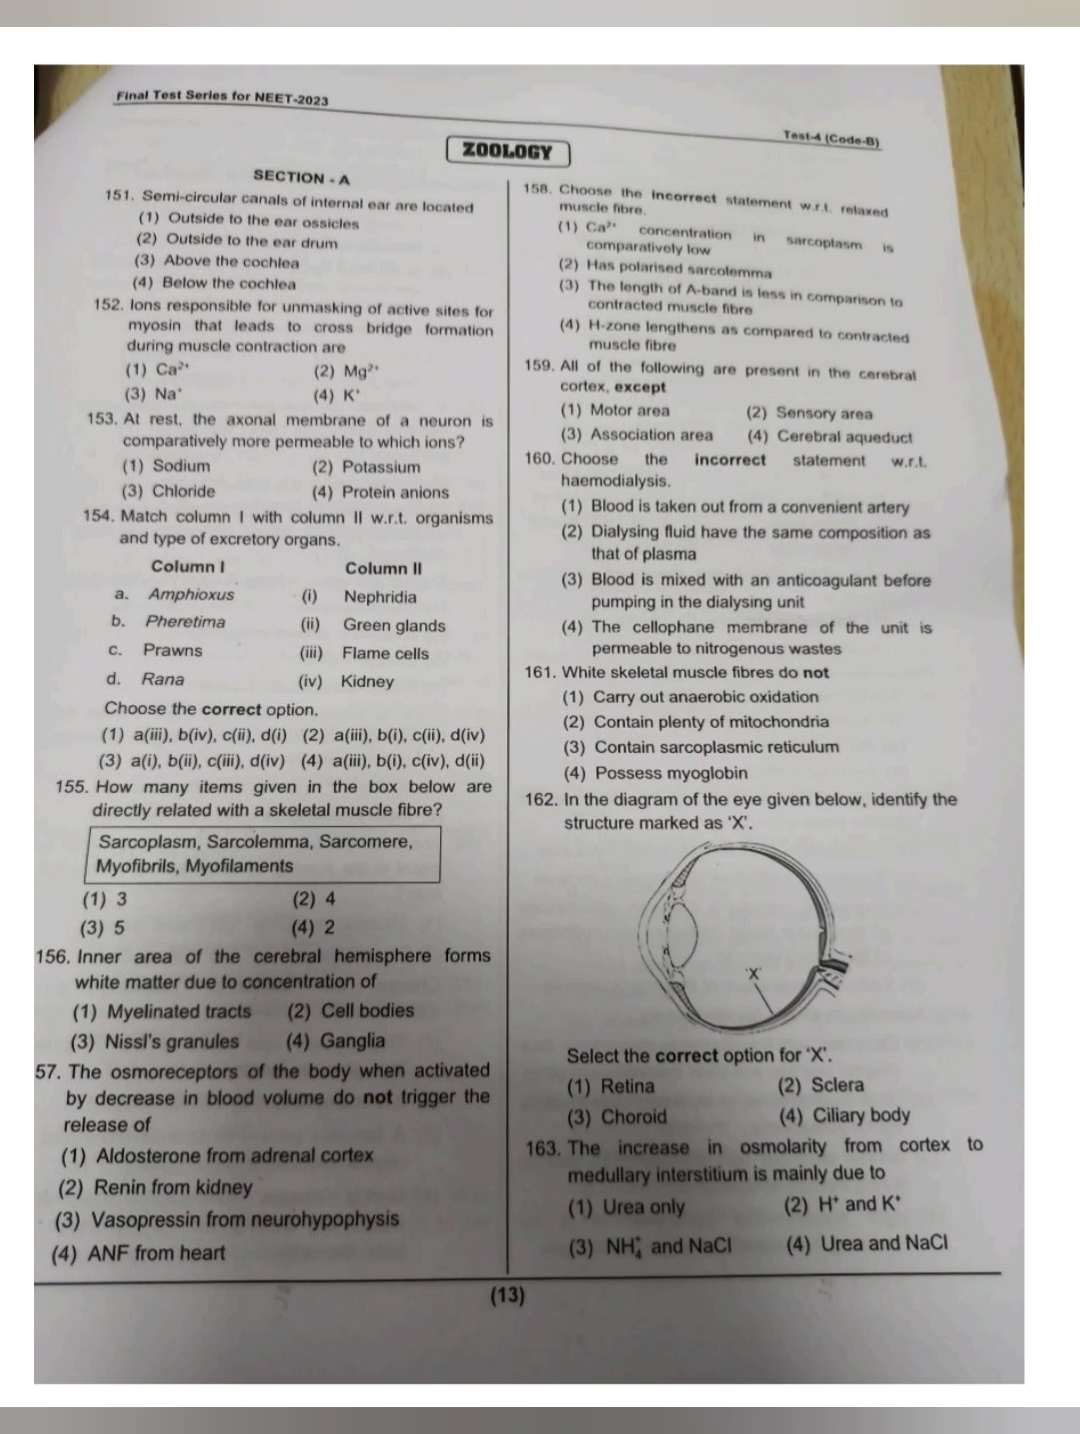 Final Test Series for NEET-2023
Test-4 (Code-B)
ZOOLOGY
SECTION - A
151. Semi-circular canals of internal ear are located
(1) Outside to the ear ossicles
(2) Outside to the ear drum
(3) Above the cochlea
(4) Below the cochlea
152. Ions responsible for unmasking of active sites for
myosin that leads to cross bridge formation
during muscle contraction are
(1) Ca²⁺ (2) Mg²⁺
(3) Na⁺ (4) K⁺
153. At rest, the axonal membrane of a neuron is
comparatively more permeable to which ions?
(1) Sodium (2) Potassium
(3) Chloride (4) Protein anions
154. Match column I with column II w.r.t. organisms
and type of excretory organs.
Column I Column II
a. Amphioxus (i) Nephridia
b. Pheretima (ii) Green glands
c. Prawns (iii) Flame cells
d. Rana (iv) Kidney
Choose the correct option.
(1) a(iii), b(iv), c(ii), d(i) (2) a(iii), b(i), c(ii), d(iv)
(3) a(i), b(ii), c(iii), d(iv) (4) a(iii), b(i), c(iv), d(ii)
155. How many items given in the box below are
directly related with a skeletal muscle fibre?
Sarcoplasm, Sarcolemma, Sarcomere,
Myofibrils, Myofilaments
(1) 3 (2) 4
(3) 5 (4) 2
156. Inner area of the cerebral hemisphere forms
white matter due to concentration of
(1) Myelinated tracts (2) Cell bodies
(3) Nissl's granules (4) Ganglia
57. The osmoreceptors of the body when activated
by decrease in blood volume do not trigger the
release of
(1) Aldosterone from adrenal cortex
(2) Renin from kidney
(3) Vasopressin from neurohypophysis
(4) ANF from heart
158. Choose the incorrect statement w.r.t. relaxed
muscle fibre.
(1) Ca²⁺ concentration in sarcoplasm is
comparatively low
(2) Has polarised sarcolemma
(3) The length of A-band is less in comparison to
contracted muscle fibre
(4) H-zone lengthens as compared to contracted
muscle fibre
159. All of the following are present in the cerebral
cortex, except
(1) Motor area (2) Sensory area
(3) Association area (4) Cerebral aqueduct
160. Choose the incorrect statement w.r.t.
haemodialysis.
(1) Blood is taken out from a convenient artery
(2) Dialysing fluid have the same composition as
that of plasma
(3) Blood is mixed with an anticoagulant before
pumping in the dialysing unit
(4) The cellophane membrane of the unit is
permeable to nitrogenous wastes
161. White skeletal muscle fibres do not
(1) Carry out anaerobic oxidation
(2) Contain plenty of mitochondria
(3) Contain sarcoplasmic reticulum
(4) Possess myoglobin
162. In the diagram of the eye given below, identify the
structure marked as 'X'.
'X'
Select the correct option for 'X'.
(1) Retina (2) Sclera
(3) Choroid (4) Ciliary body
163. The increase in osmolarity from cortex to
medullary interstitium is mainly due to
(1) Urea only (2) H⁺ and K⁺
(3) NH₄⁺ and NaCl (4) Urea and NaCl
(13)